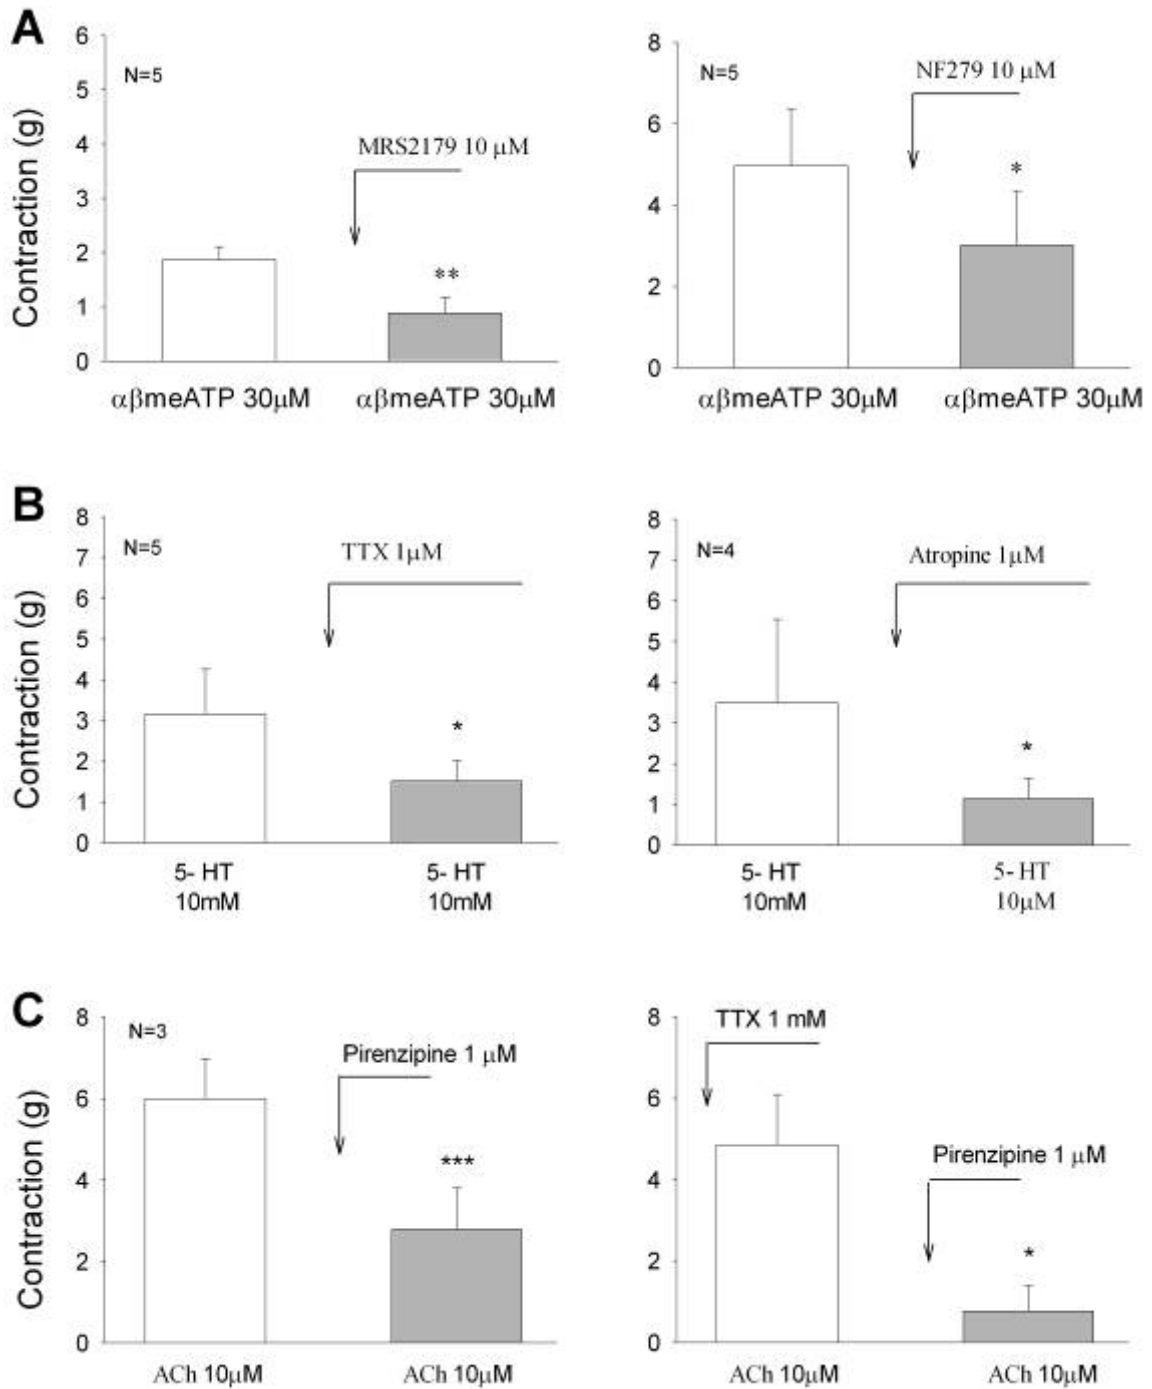 A
Contraction (g)
6
5
4
3
2
1
0
N=5
MRS2179 10 μM
**
αβmeATP 30μM αβmeATP 30μM
8
6
4
2
0
N=5
NF279 10 μM
*
αβmeATP 30μM αβmeATP 30μM
B
Contraction (g)
8
7
6
5
4
3
2
1
0
N=5
TTX 1μM
*
5- HT 5- HT
10mM 10mM
8
7
6
5
4
3
2
1
0
N=4
Atropine 1μM
*
5- HT 5- HT
10mM 10μM
C
Contraction (g)
8
6
4
2
0
N=3
Pirenzipine 1 μM
***
ACh 10μM ACh 10μM
8
6
4
2
0
TTX 1 mM
Pirenzipine 1 μM
*
ACh 10μM ACh 10μM